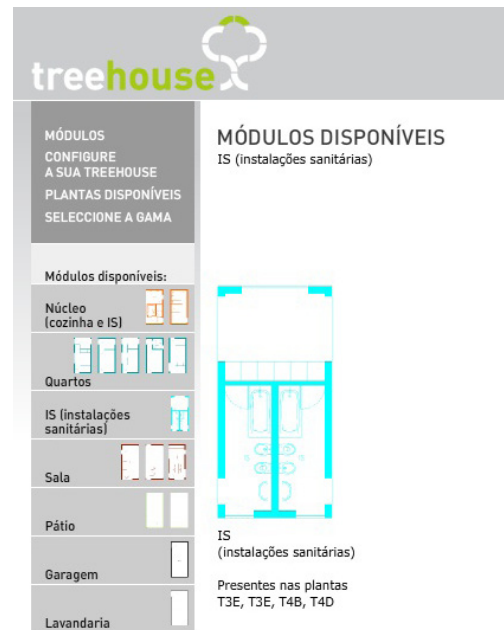 treehouse
MÓDULOS
CONFIGURE
A SUA TREEHOUSE
PLANTAS DISPONÍVEIS
SELECCIONE A GAMA
Módulos disponíveis:
Núcleo
(cozinha e IS)
Quartos
IS (instalações
sanitárias)
Sala
Pátio
Garagem
Lavandaria
MÓDULOS DISPONÍVEIS
IS (instalações sanitárias)
IS
(instalações sanitárias)
Presentes nas plantas
T3E, T3E, T4B, T4D